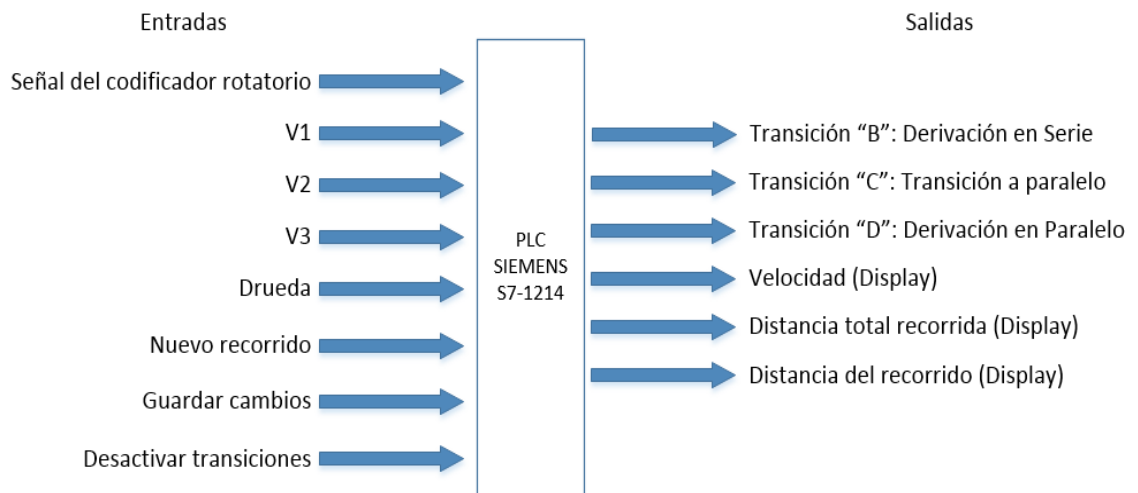 Entradas
Salidas
Señal del codificador rotatorio
V1
V2
V3
Drueda
Nuevo recorrido
Guardar cambios
Desactivar transiciones
PLC
SIEMENS
S7-1214
Transición “B”: Derivación en Serie
Transición “C”: Transición a paralelo
Transición “D”: Derivación en Paralelo
Velocidad (Display)
Distancia total recorrida (Display)
Distancia del recorrido (Display)